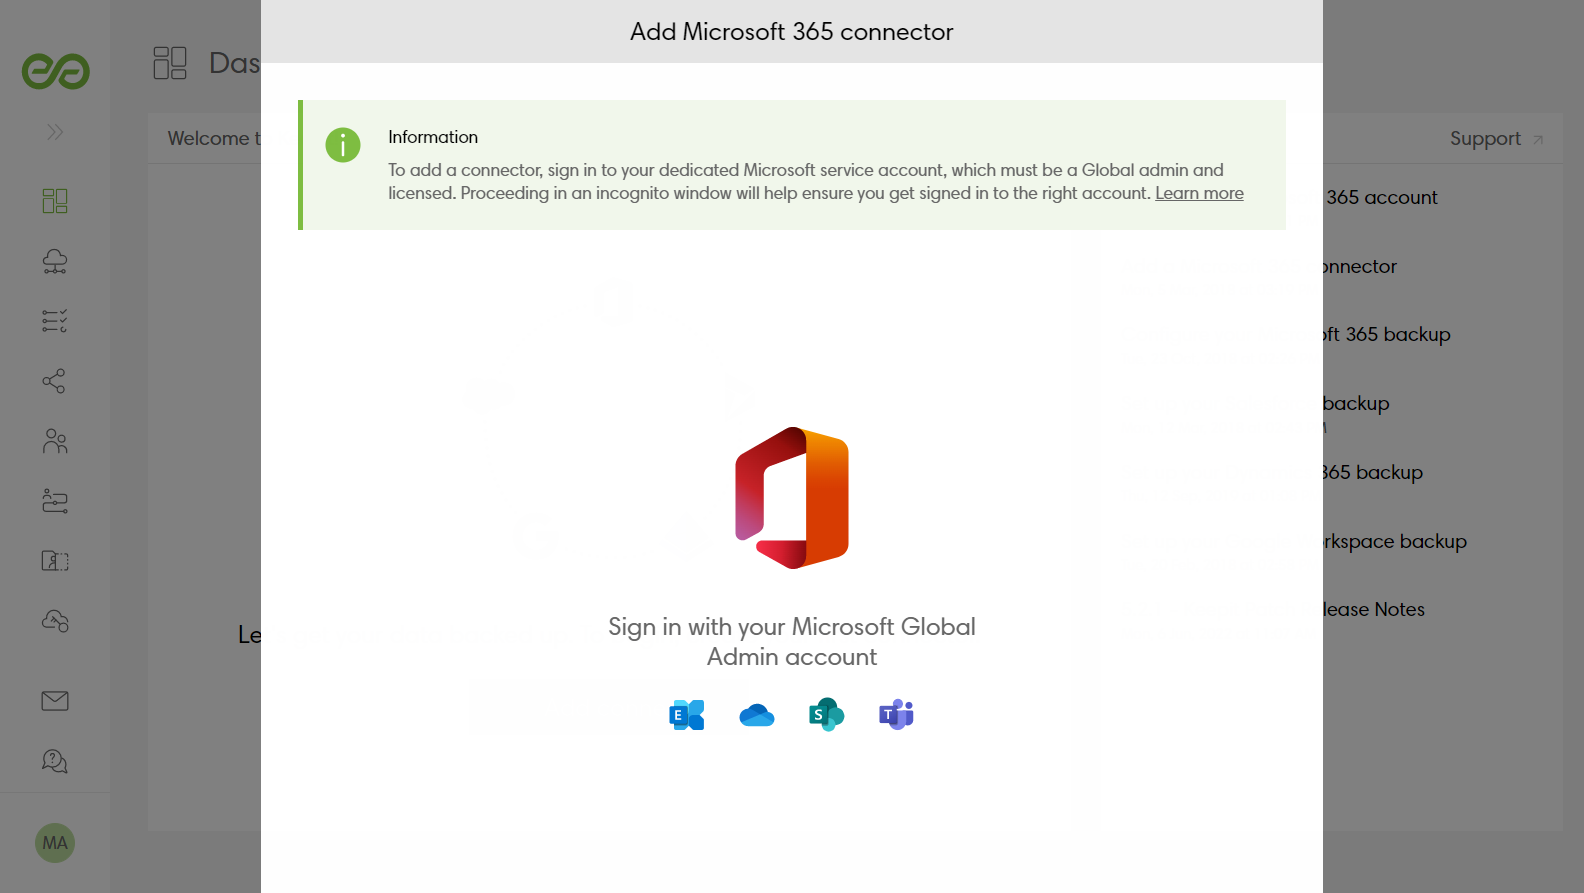 Add Microsoft 365 connector
Das
Welcome t
Support
Information
To add a connector, sign in to your dedicated Microsoft service account, which must be a Global admin and
licensed. Proceeding in an incognito window will help ensure you get signed in to the right account. Learn more
365 account
onnector
oft 365 backup
backup
365 backup
rkspace backup
lease Notes
Le
Sign in with your Microsoft Global
Admin account
E
S
T
MA